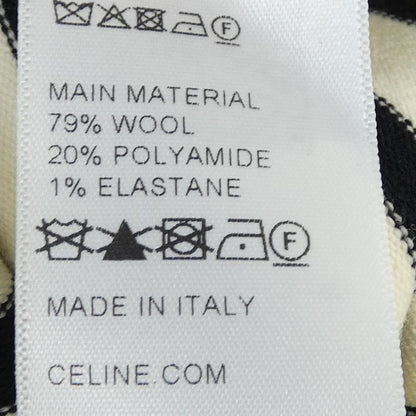 F
MAIN MATERIAL
79% WOOL
20% POLYAMIDE
1% ELASTANE
F
MADE IN ITALY
CELINE.COM